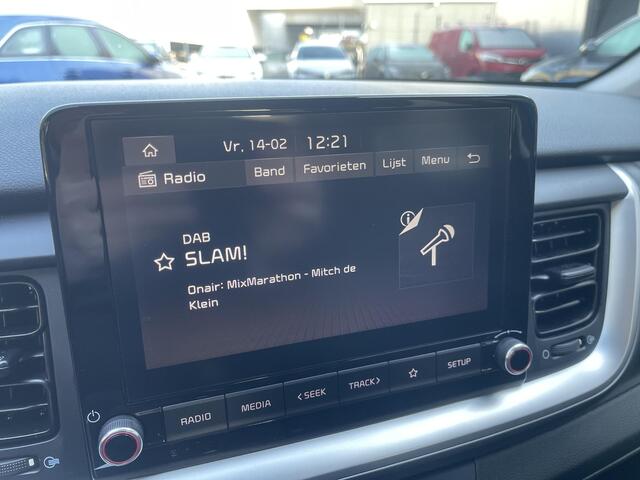 Vr, 14-02 12:21
Radio Band Favorieten Lijst Menu
DAB
SLAM!
Onair: MixMarathon - Mitch de
Klein
RADIO MEDIA < SEEK TRACK > SETUP